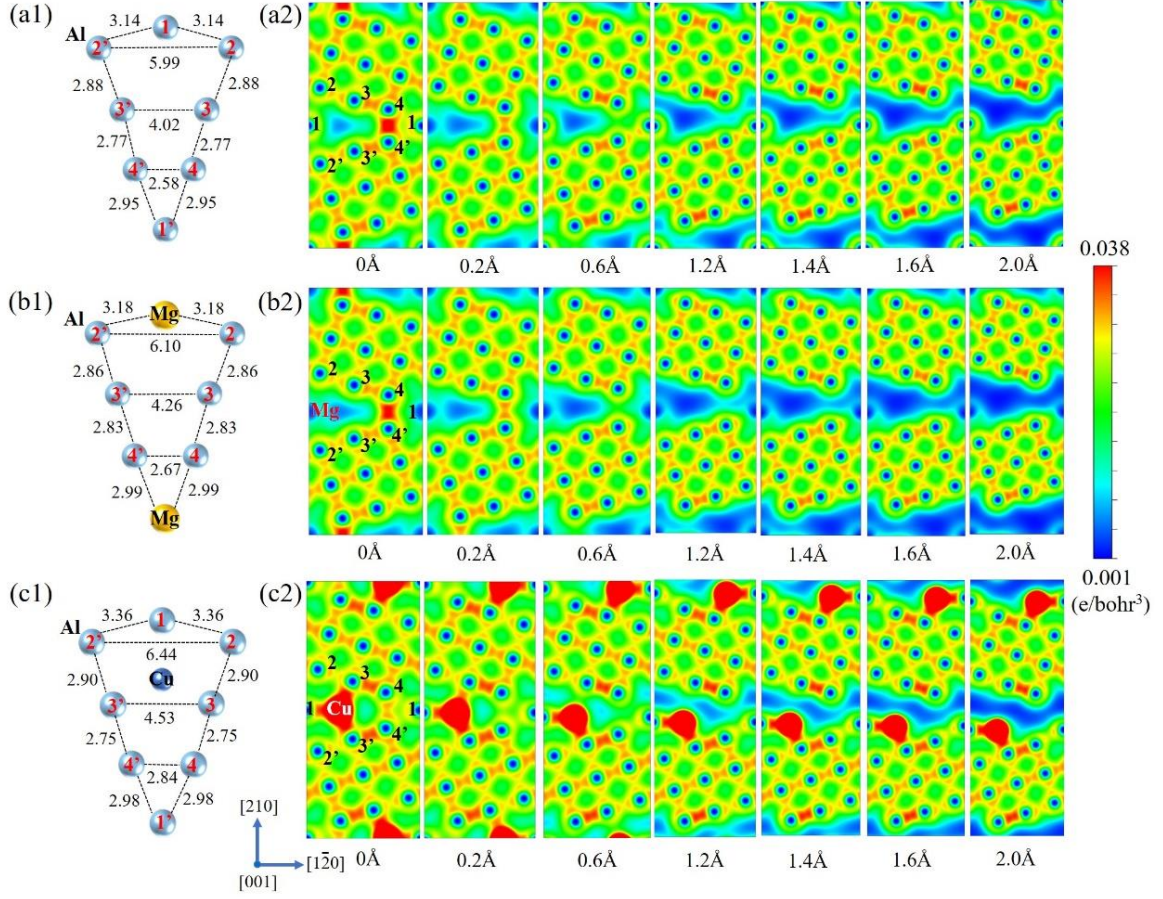 (a1)
3.14 1 3.14
Al 2’ 2
5.99
2.88 2.88
3’ 3
4.02
2.77 2.77
4’ 4
2.58
2.95 2.95
1’
(a2)
2
3
4
1 1
2’ 3’ 4’
0Å 0.2Å 0.6Å 1.2Å 1.4Å 1.6Å 2.0Å
(b1)
3.18 Mg 3.18
Al 2’ 2
6.10
2.86 2.86
3’ 3
4.26
2.83 2.83
4’ 4
2.67
2.99 2.99
Mg
(b2)
2
3
4
Mg 1
2’ 3’ 4’
0Å 0.2Å 0.6Å 1.2Å 1.4Å 1.6Å 2.0Å
0.038
0.001
(e/bohr³)
(c1)
3.36 1 3.36
Al 2’ 2
6.44
2.90 Cu 2.90
3’ 3
4.53
2.75 2.75
4’ 4
2.84
2.98 2.98
1’
[210]
[12̄0]
[001]
(c2)
2
3
4
1 Cu 1
2’ 3’ 4’
0Å 0.2Å 0.6Å 1.2Å 1.4Å 1.6Å 2.0Å